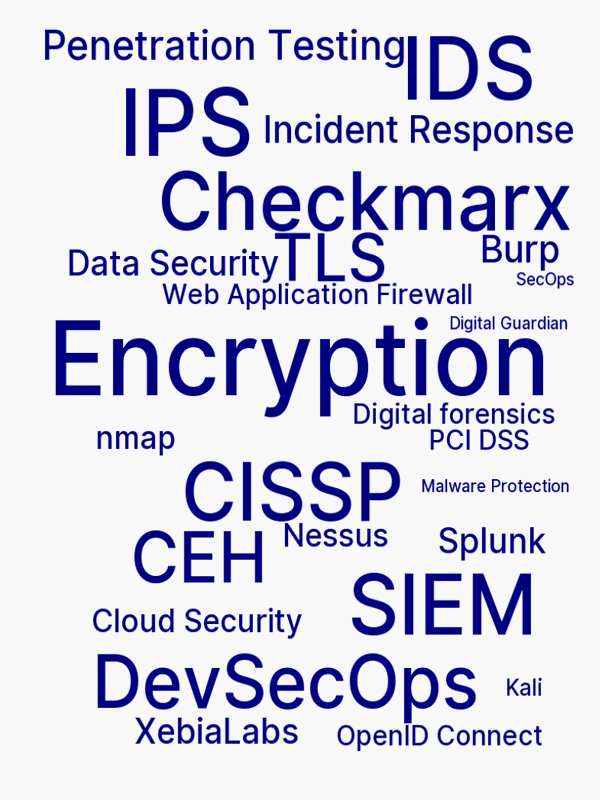 Penetration Testing
IDS
IPS
Incident Response
Checkmarx
TLS
Burp
Data Security
SecOps
Web Application Firewall
Digital Guardian
Encryption
Digital forensics
nmap
PCI DSS
CISSP
Malware Protection
Nessus
Splunk
CEH
SIEM
Cloud Security
DevSecOps
Kali
XebiaLabs
OpenID Connect